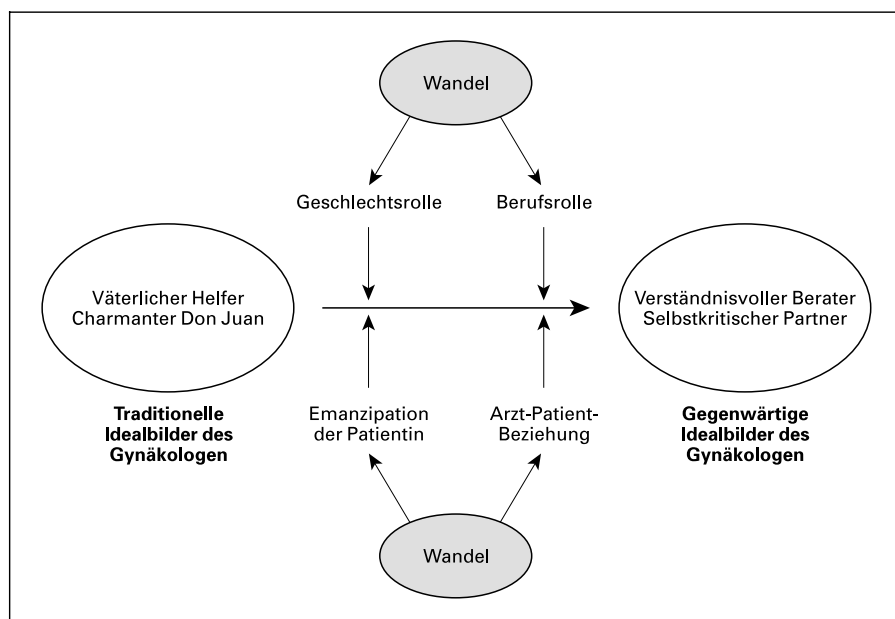 Wandel
Geschlechtsrolle
Berufsrolle
Väterlicher Helfer
Charmanter Don Juan
Verständnisvoller Berater
Selbstkritischer Partner
Traditionelle
Idealbilder des
Gynäkologen
Emanzipation
der Patientin
Arzt-Patient-
Beziehung
Gegenwärtige
Idealbilder des
Gynäkologen
Wandel